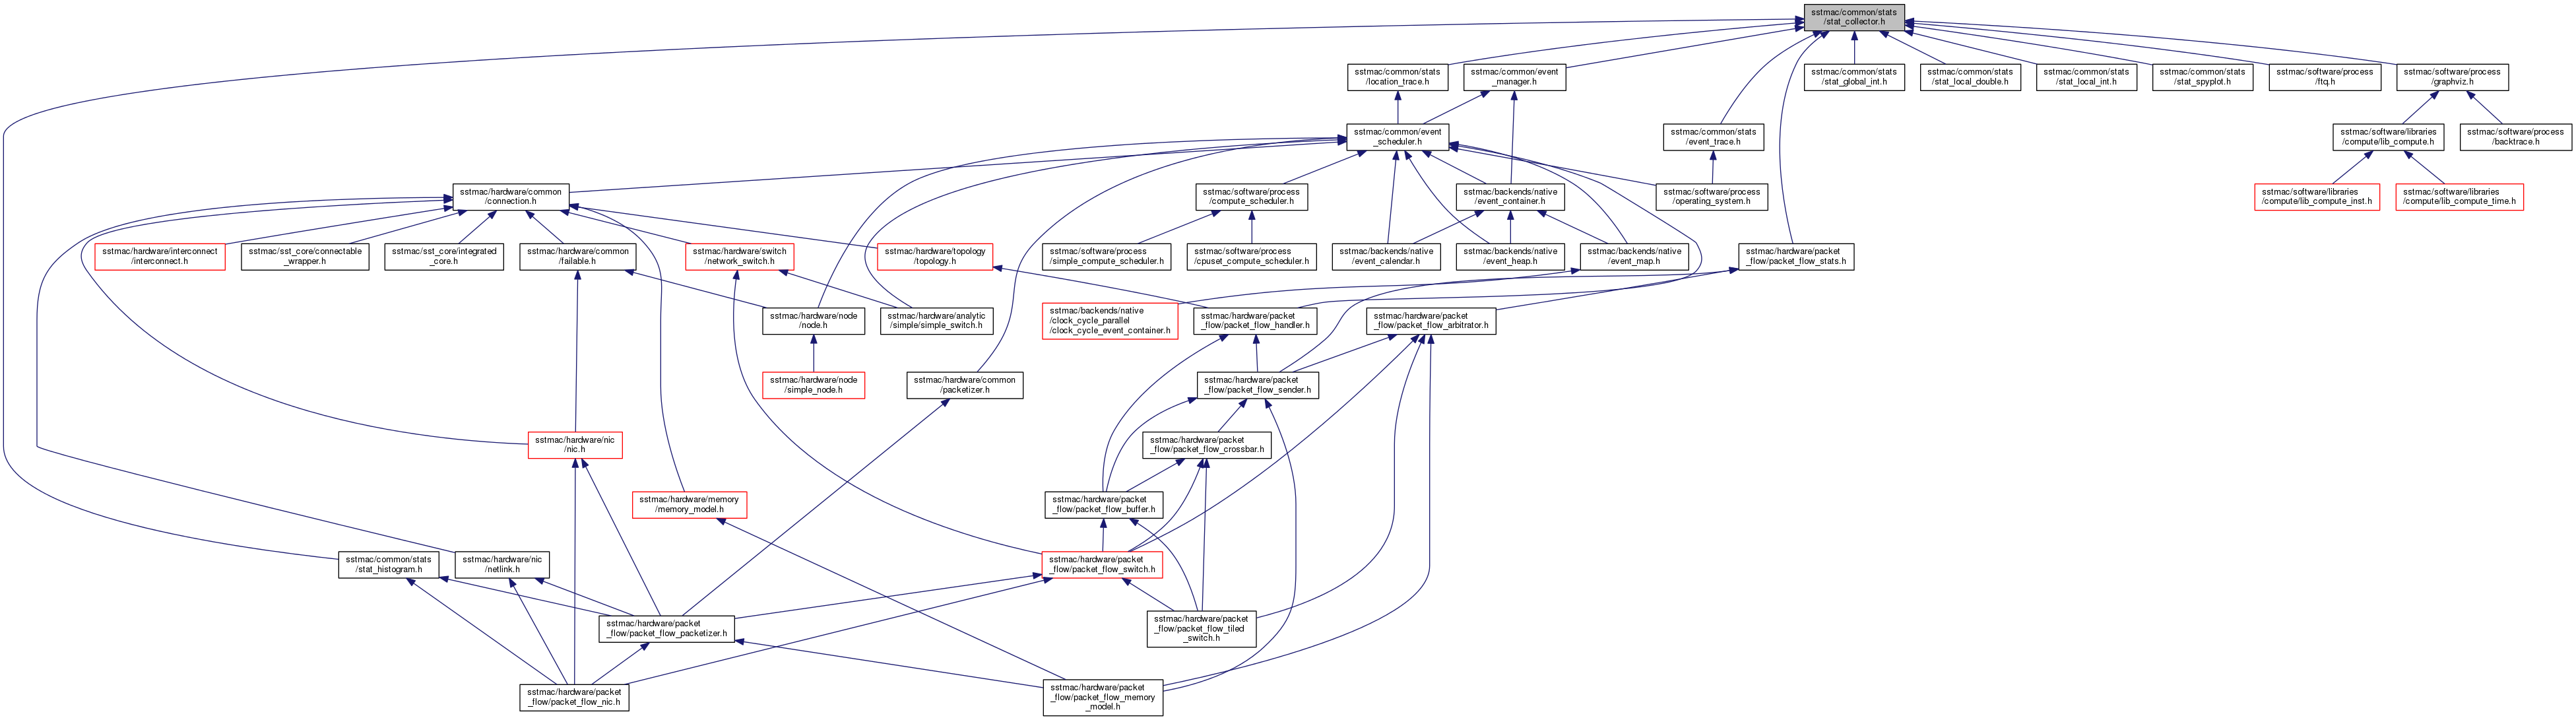 sstmac/common/stats
/stat_collector.h
sstmac/common/stats
/location_trace.h
sstmac/common/event
_manager.h
sstmac/common/stats
/stat_global_int.h
sstmac/common/stats
/stat_local_double.h
sstmac/common/stats
/stat_local_int.h
sstmac/common/stats
/stat_spyplot.h
sstmac/software/process
/ftq.h
sstmac/software/process
/graphviz.h
sstmac/common/event
_scheduler.h
sstmac/common/stats
/event_trace.h
sstmac/software/libraries
/compute/lib_compute.h
sstmac/software/process
/backtrace.h
sstmac/hardware/common
/connection.h
sstmac/software/process
/compute_scheduler.h
sstmac/backends/native
/event_container.h
sstmac/software/process
/operating_system.h
sstmac/software/libraries
/compute/lib_compute_inst.h
sstmac/software/libraries
/compute/lib_compute_time.h
sstmac/hardware/interconnect
/interconnect.h
sstmac/sst_core/connectable
_wrapper.h
sstmac/sst_core/integrated
_core.h
sstmac/hardware/common
/failable.h
sstmac/hardware/switch
/network_switch.h
sstmac/hardware/topology
/topology.h
sstmac/software/process
/simple_compute_scheduler.h
sstmac/software/process
/cpuset_compute_scheduler.h
sstmac/backends/native
/event_calendar.h
sstmac/backends/native
/event_heap.h
sstmac/backends/native
/event_map.h
sstmac/hardware/packet
_flow/packet_flow_stats.h
sstmac/hardware/node
/node.h
sstmac/hardware/analytic
/simple/simple_switch.h
sstmac/backends/native
/clock_cycle_parallel
/clock_cycle_event_container.h
sstmac/hardware/packet
_flow/packet_flow_handler.h
sstmac/hardware/packet
_flow/packet_flow_arbitrator.h
sstmac/hardware/node
/simple_node.h
sstmac/hardware/common
/packetizer.h
sstmac/hardware/packet
_flow/packet_flow_sender.h
sstmac/hardware/nic
/nic.h
sstmac/hardware/packet
_flow/packet_flow_crossbar.h
sstmac/hardware/memory
/memory_model.h
sstmac/hardware/packet
_flow/packet_flow_buffer.h
sstmac/common/stats
/stat_histogram.h
sstmac/hardware/nic
/netlink.h
sstmac/hardware/packet
_flow/packet_flow_switch.h
sstmac/hardware/packet
_flow/packet_flow_packetizer.h
sstmac/hardware/packet
_flow/packet_flow_tiled
_switch.h
sstmac/hardware/packet
_flow/packet_flow_nic.h
sstmac/hardware/packet
_flow/packet_flow_memory
_model.h